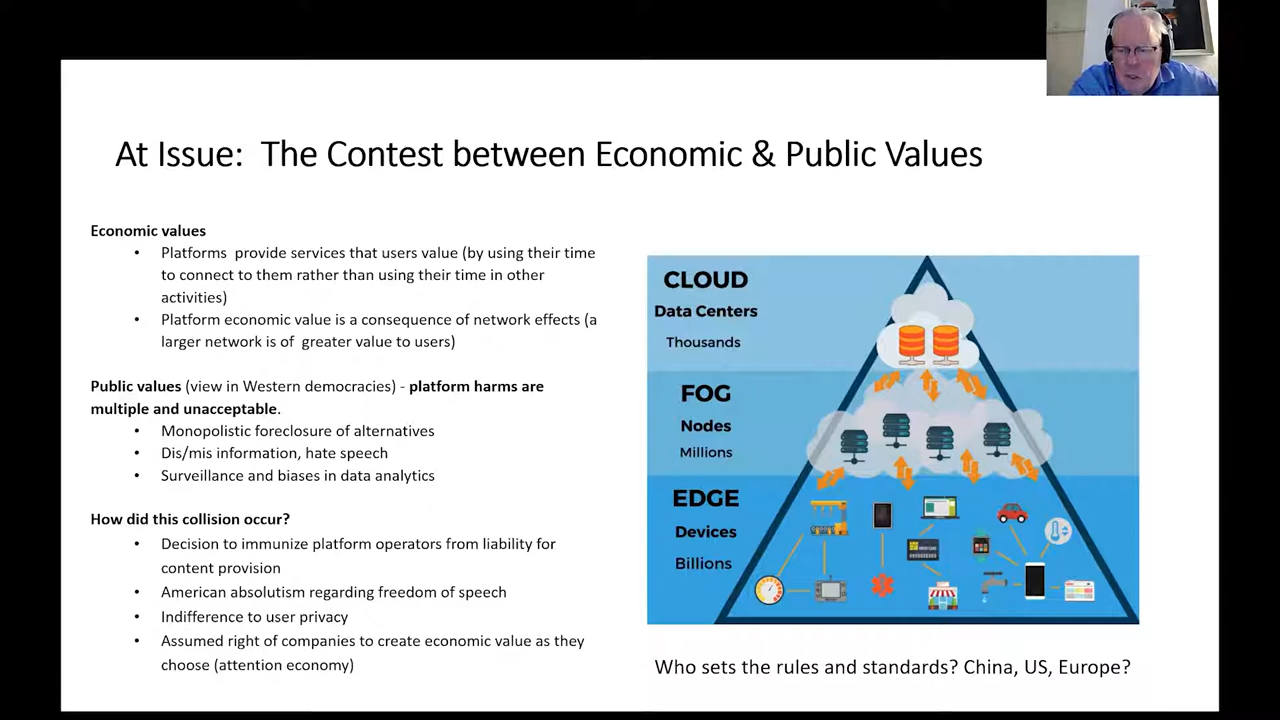 At Issue:  The Contest between Economic & Public Values
Economic values
• Platforms  provide services that users value (by using their time
to connect to them rather than using their time in other
activities)
• Platform economic value is a consequence of network effects (a
larger network is of  greater value to users)
Public values (view in Western democracies) - platform harms are
multiple and unacceptable.
• Monopolistic foreclosure of alternatives
• Dis/mis information, hate speech
• Surveillance and biases in data analytics
How did this collision occur?
• Decision to immunize platform operators from liability for
content provision
• American absolutism regarding freedom of speech
• Indifference to user privacy
• Assumed right of companies to create economic value as they
choose (attention economy)
CLOUD
Data Centers
Thousands
FOG
Nodes
Millions
EDGE
Devices
Billions
Who sets the rules and standards? China, US, Europe?